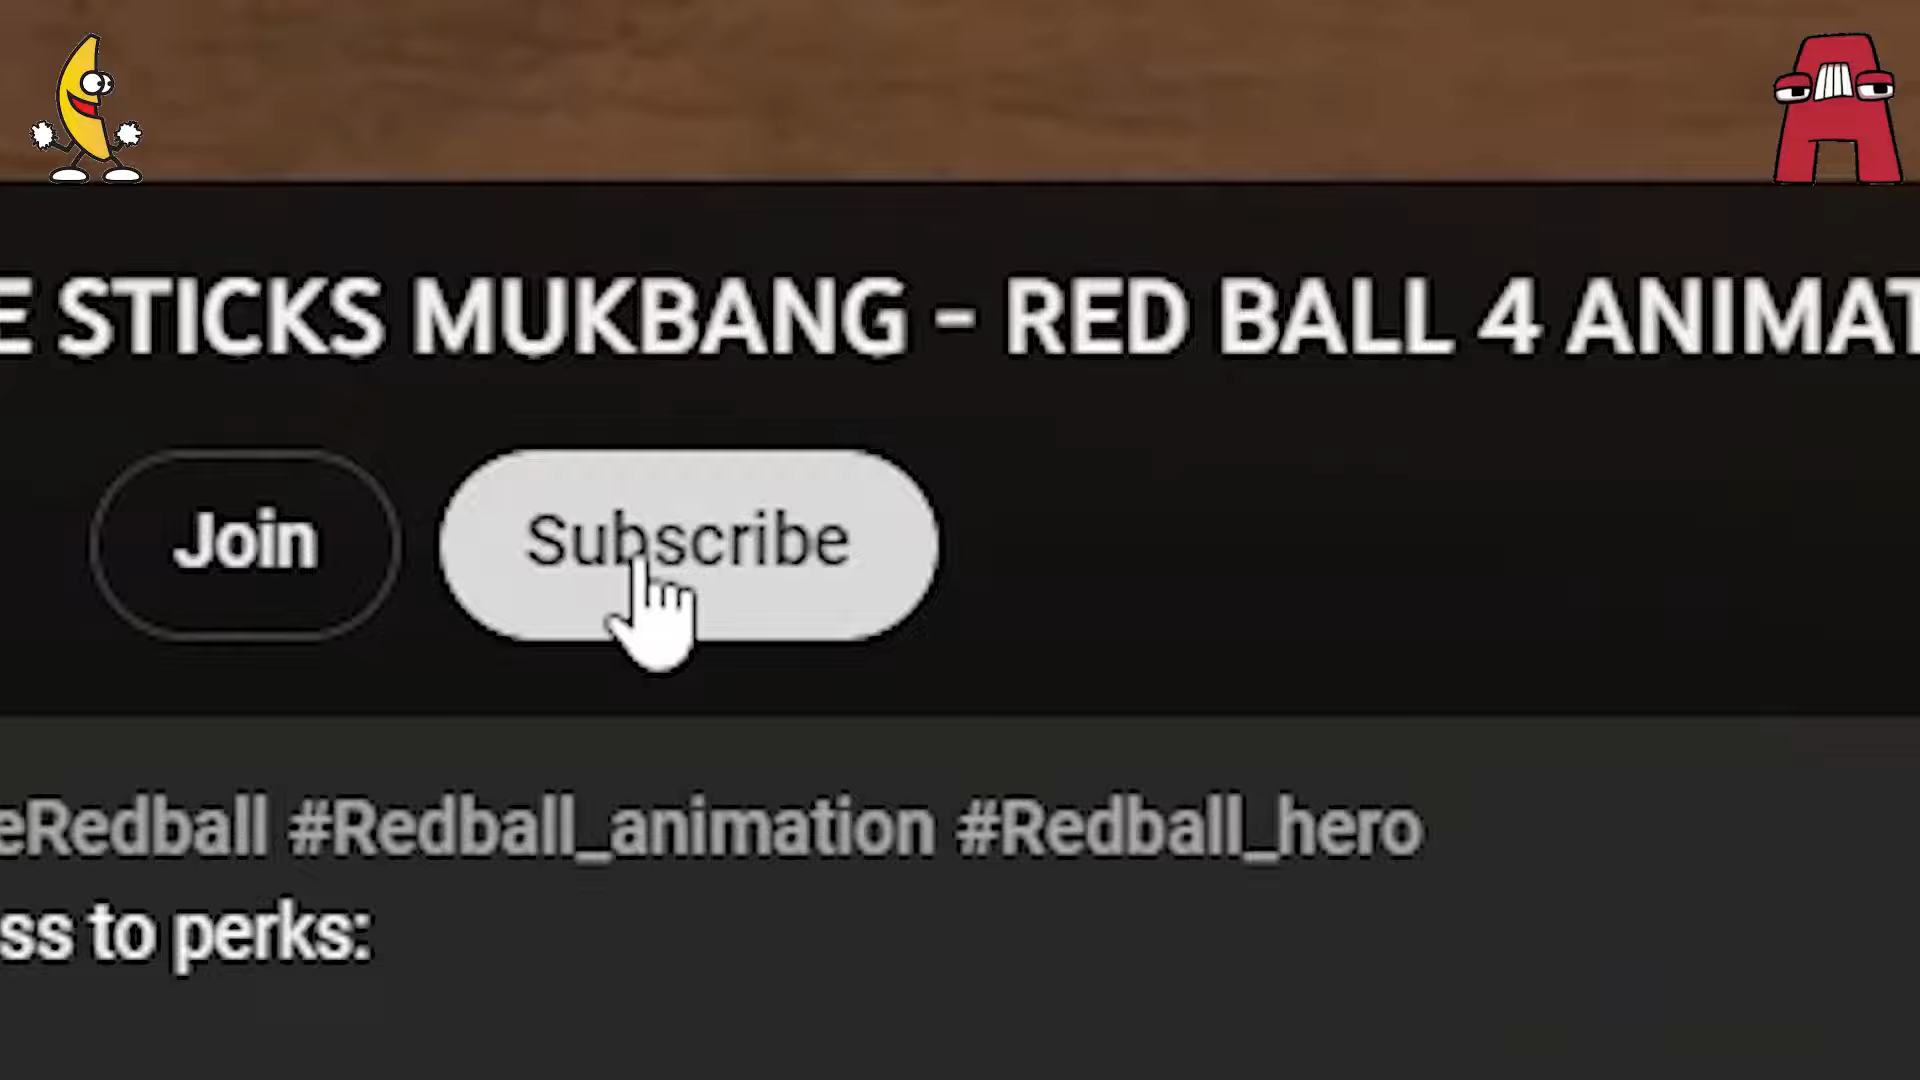 E STICKS MUKBANG - RED BALL 4 ANIMAT
Join
Subscribe
eRedball #Redball_animation #Redball_hero
ss to perks: